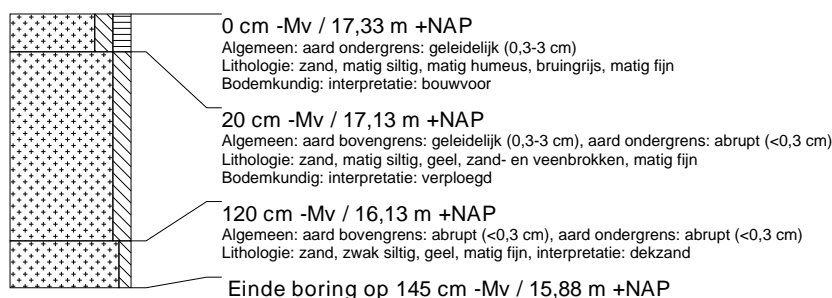 0 cm -Mv / 17,33 m +NAP
Algemeen: aard ondergrens: geleidelijk (0,3-3 cm)
Lithologie: zand, matig siltig, matig humeus, bruingrijs, matig fijn
Bodemkundig: interpretatie: bouwvoor
20 cm -Mv / 17,13 m +NAP
Algemeen: aard bovengrens: geleidelijk (0,3-3 cm), aard ondergrens: abrupt (<0,3 cm)
Lithologie: zand, matig siltig, geel, zand- en veenbrokken, matig fijn
Bodemkundig: interpretatie: verploegd
120 cm -Mv / 16,13 m +NAP
Algemeen: aard bovengrens: abrupt (<0,3 cm), aard ondergrens: abrupt (<0,3 cm)
Lithologie: zand, zwak siltig, geel, matig fijn, interpretatie: dekzand
Einde boring op 145 cm -Mv / 15,88 m +NAP